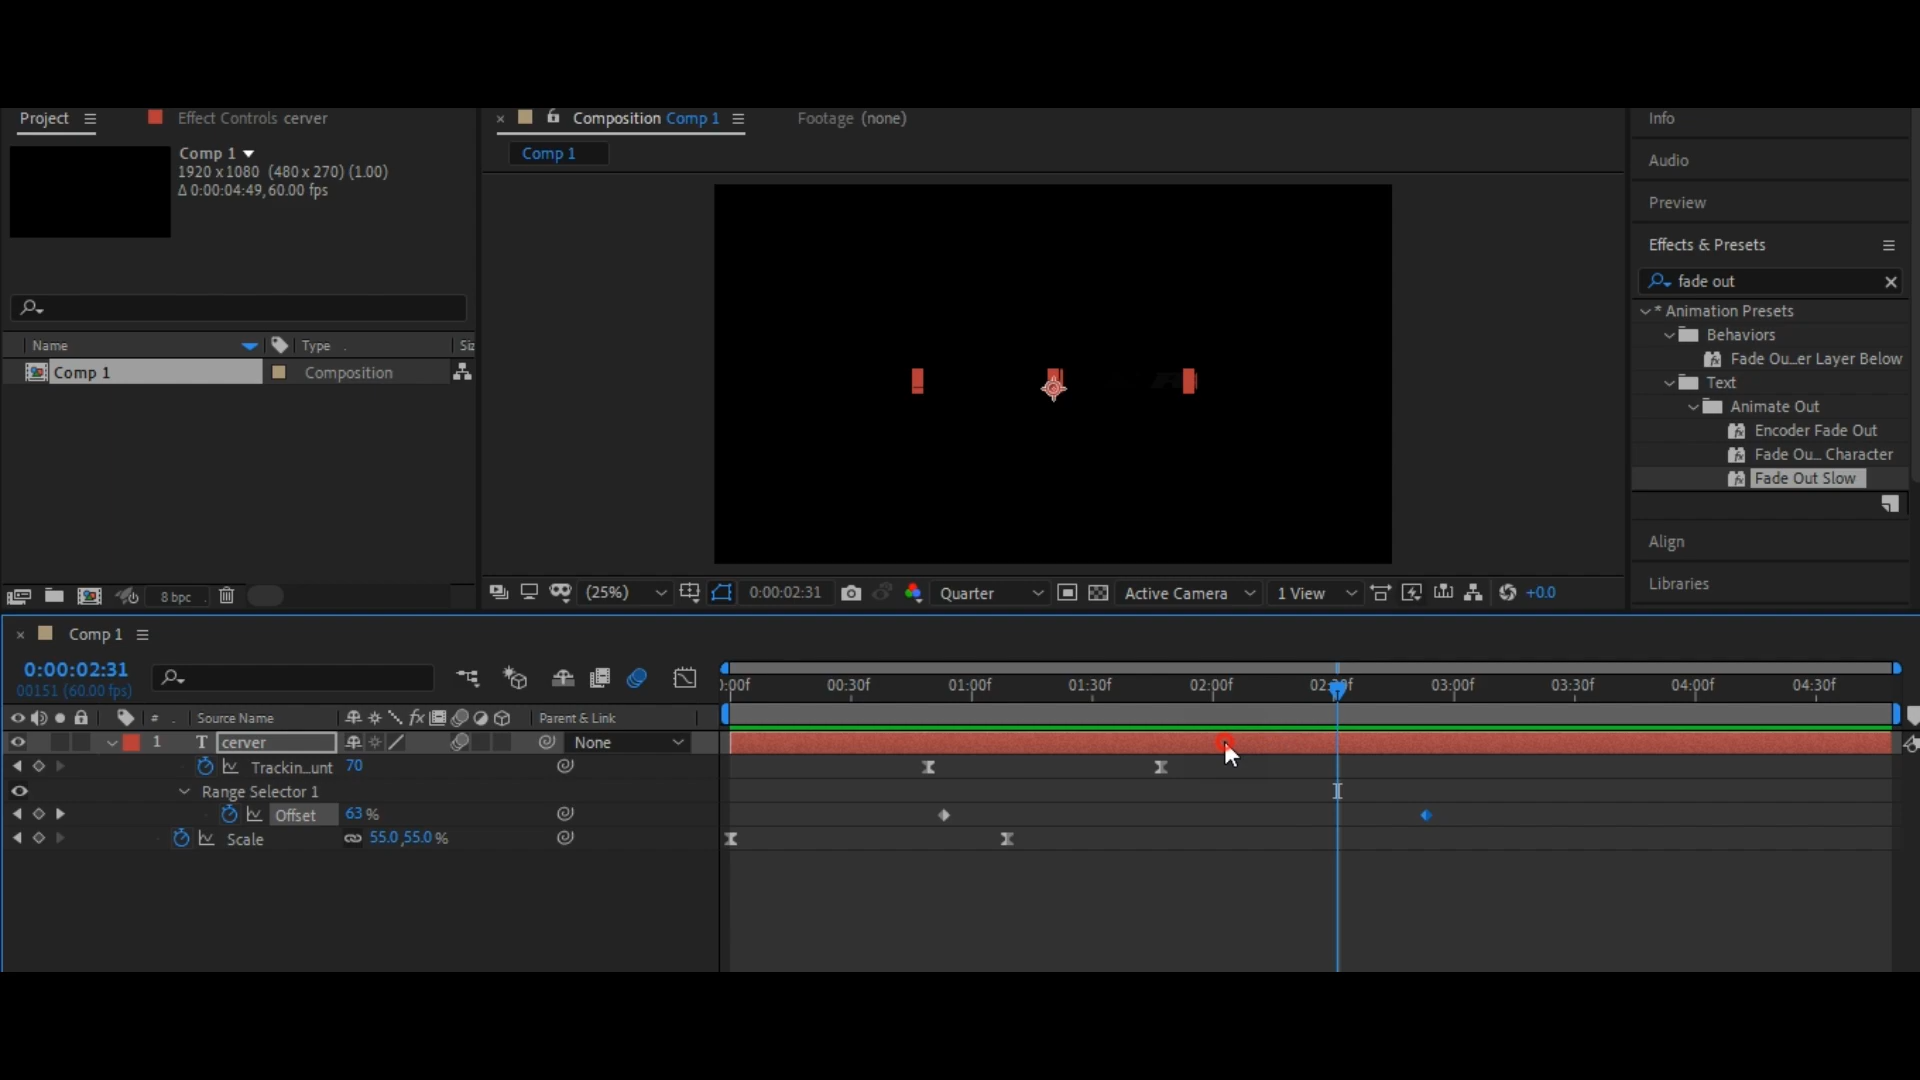 Project
Effect Controls cerver
Composition Comp 1
Footage (none)
Info
Comp 1
1920 x 1080 (480 x 270) (1.00)
Δ 0:00:04:49, 60.00 fps
Comp 1
Audio
Preview
Effects & Presets
fade out
* Animation Presets
Behaviors
Fade Ou...er Layer Below
Text
Animate Out
Encoder Fade Out
Fade Ou... Character
Fade Out Slow
Align
Libraries
Name
Type
Comp 1
Composition
8 bpc
(25%)
0:00:02:31
Quarter
Active Camera
1 View
+0.0
Comp 1
0:00:02:31
00151 (60.00 fps)
:00f 00:30f 01:00f 01:30f 02:00f 03:00f 03:30f 04:00f 04:30f
# Source Name fx Parent & Link
1 T cerver None
Trackin...unt 70
Range Selector 1
Offset 63 %
Scale 55.0,55.0 %